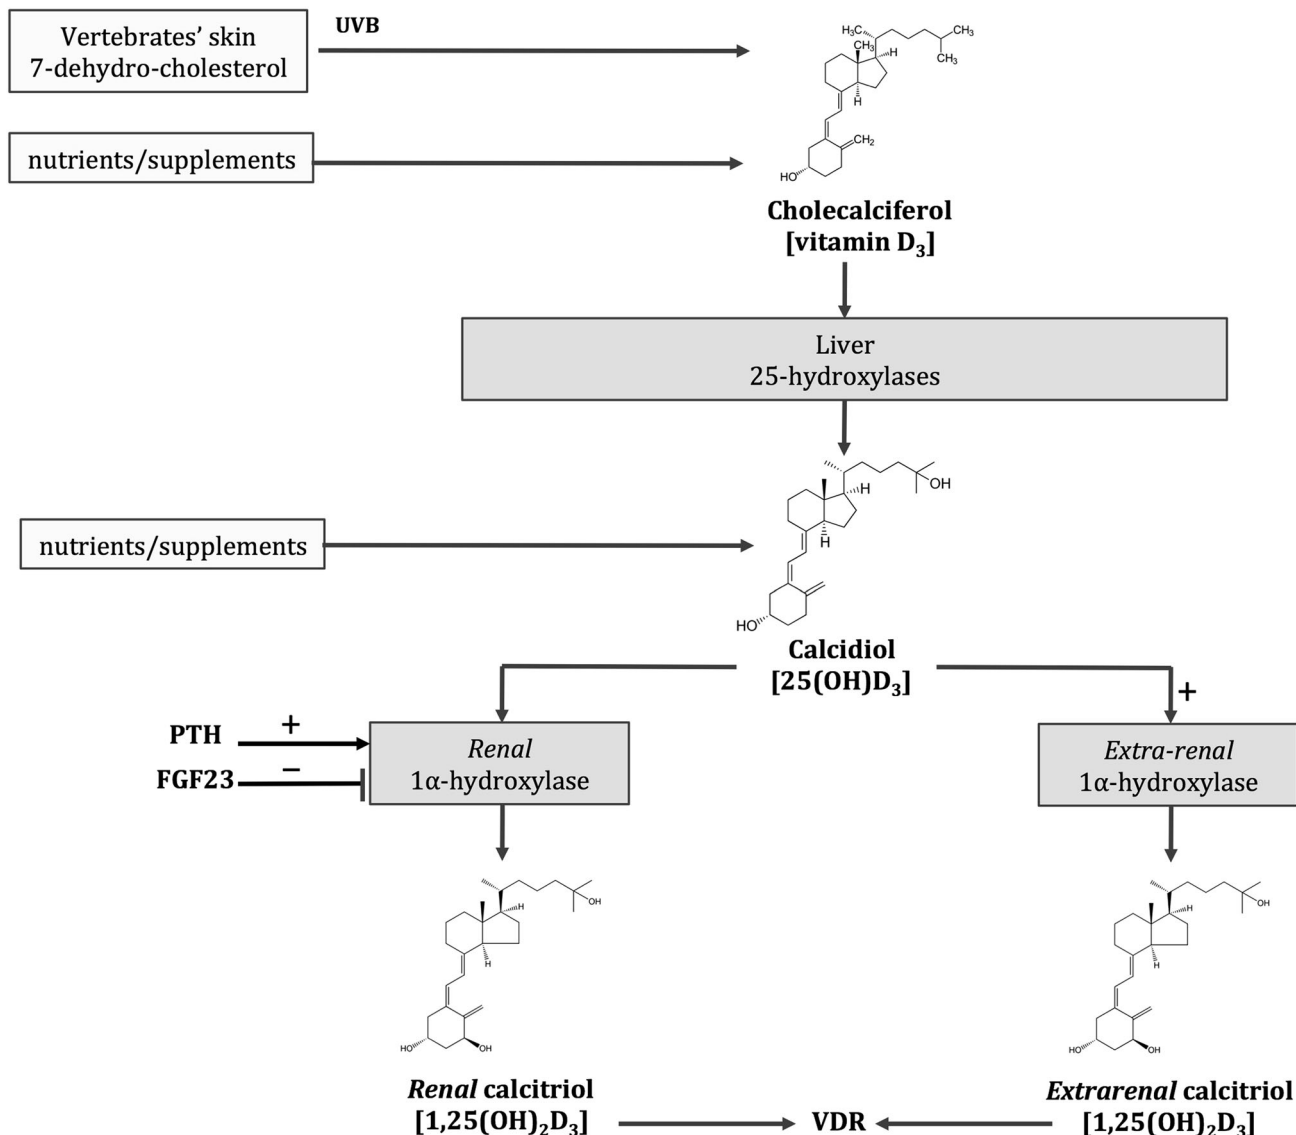 UVB
Vertebrates’ skin
7-dehydro-cholesterol
H₃C
CH₃
CH₃
H
CH₃
H
nutrients/supplements
CH₂
HO
Cholecalciferol
[vitamin D₃]
Liver
25-hydroxylases
OH
H
H
nutrients/supplements
HO
Calcidiol
[25(OH)D₃]
+
PTH
+
Renal
1α-hydroxylase
FGF23
−
Extra-renal
1α-hydroxylase
OH
H
H
HO
OH
OH
H
H
HO
OH
Renal calcitriol
[1,25(OH)₂D₃]
VDR
Extrarenal calcitriol
[1,25(OH)₂D₃]